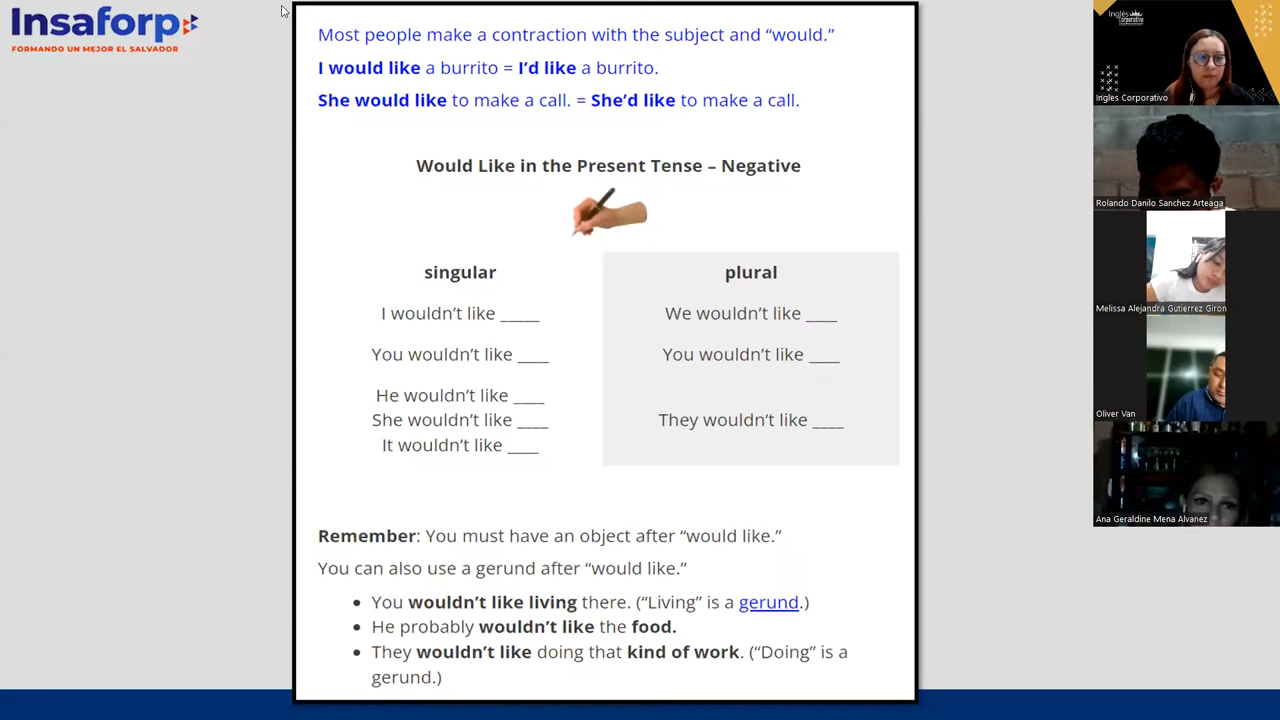 Insaforp
FORMANDO UN MEJOR EL SALVADOR
Most people make a contraction with the subject and “would.”
I would like a burrito = I’d like a burrito.
She would like to make a call. = She’d like to make a call.
Would Like in the Present Tense – Negative
singular
I wouldn’t like _____
You wouldn’t like ____
He wouldn’t like ____
She wouldn’t like ____
It wouldn’t like ____
plural
We wouldn’t like ____
You wouldn’t like ____
They wouldn’t like ____
Remember: You must have an object after “would like.”
You can also use a gerund after “would like.”
• You wouldn’t like living there. (“Living” is a gerund.)
• He probably wouldn’t like the food.
• They wouldn’t like doing that kind of work. (“Doing” is a
gerund.)
Inglés
Corporativo
Ingles Corporativo
Rolando Danilo Sanchez Arteaga
Melissa Alejandra Gutierrez Giron
Oliver Van
Ana Geraldine Mena Alvanez